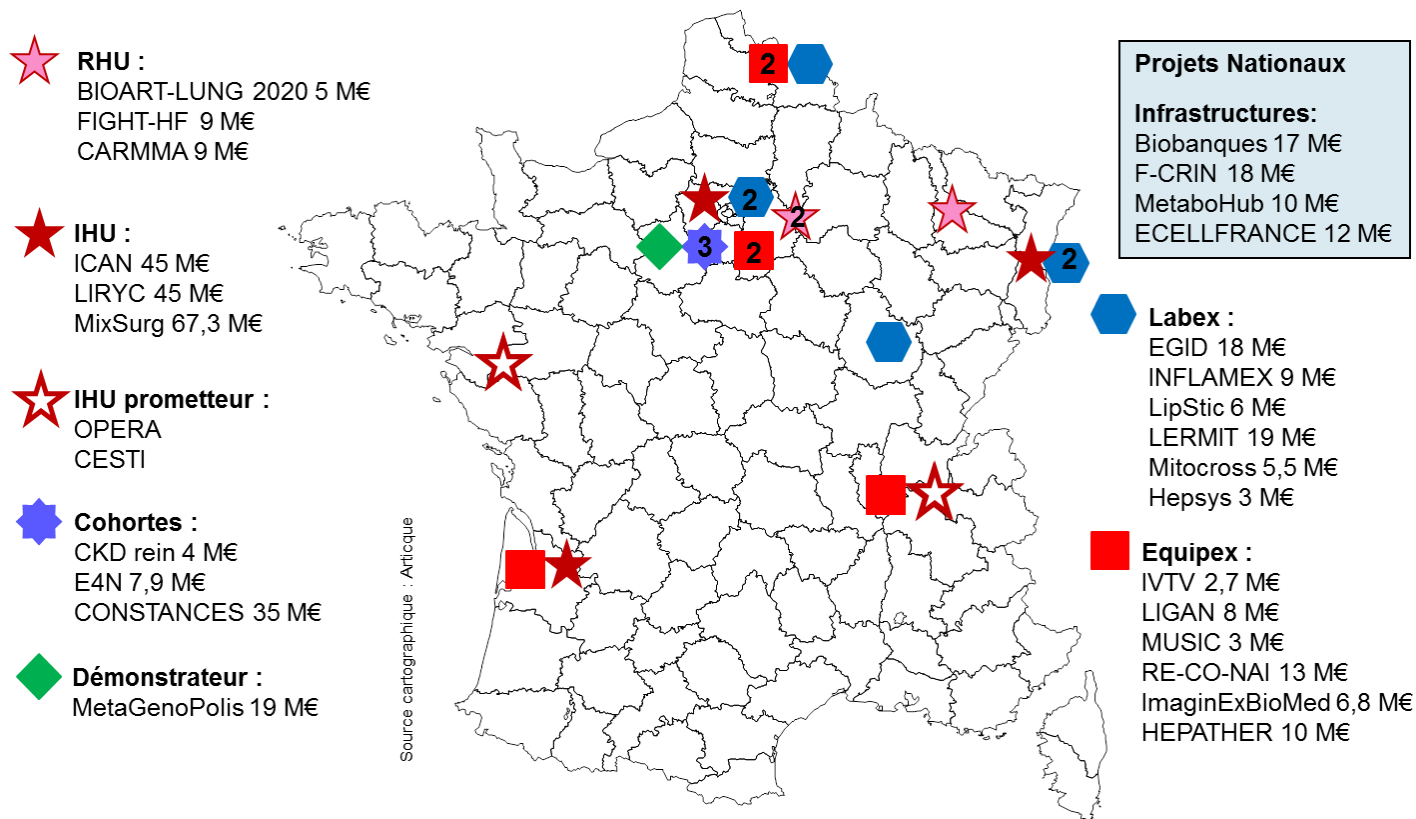 RHU :
BIOART-LUNG 2020 5 M€
FIGHT-HF 9 M€
CARMMA 9 M€
IHU :
ICAN 45 M€
LIRYC 45 M€
MixSurg 67,3 M€
IHU prometteur :
OPERA
CESTI
Cohortes :
CKD rein 4 M€
E4N 7,9 M€
CONSTANCES 35 M€
Démonstrateur :
MetaGenoPolis 19 M€
Source cartographique : Articque
2
2
2
3
2
2
Projets Nationaux
Infrastructures:
Biobanques 17 M€
F-CRIN 18 M€
MetaboHub 10 M€
ECELLFRANCE 12 M€
Labex :
EGID 18 M€
INFLAMEX 9 M€
LipStic 6 M€
LERMIT 19 M€
Mitocross 5,5 M€
Hepsys 3 M€
Equipex :
IVTV 2,7 M€
LIGAN 8 M€
MUSIC 3 M€
RE-CO-NAI 13 M€
ImaginExBioMed 6,8 M€
HEPATHER 10 M€